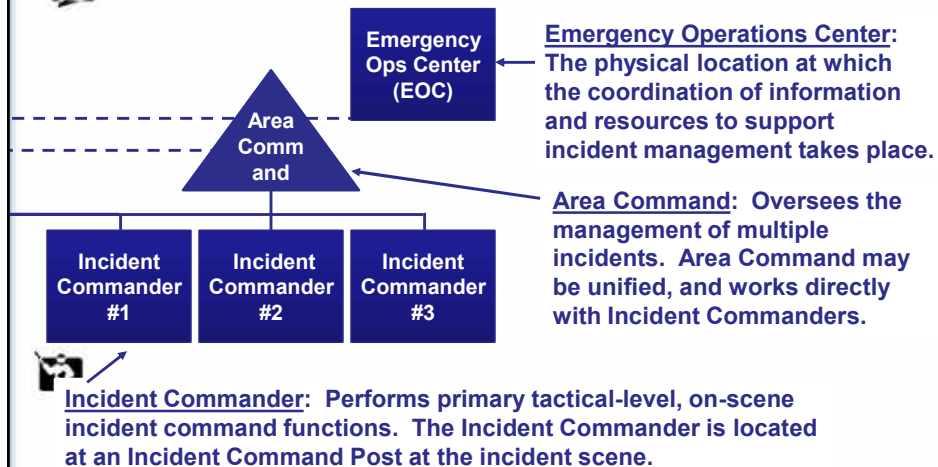 Emergency
Ops Center
(EOC)
Emergency Operations Center:
The physical location at which
the coordination of information
and resources to support
incident management takes place.
Area
Comm
and
Area Command:  Oversees the
management of multiple
incidents.  Area Command may
be unified, and works directly
with Incident Commanders.
Incident
Commander
#1
Incident
Commander
#2
Incident
Commander
#3
Incident Commander:  Performs primary tactical-level, on-scene
incident command functions.  The Incident Commander is located
at an Incident Command Post at the incident scene.